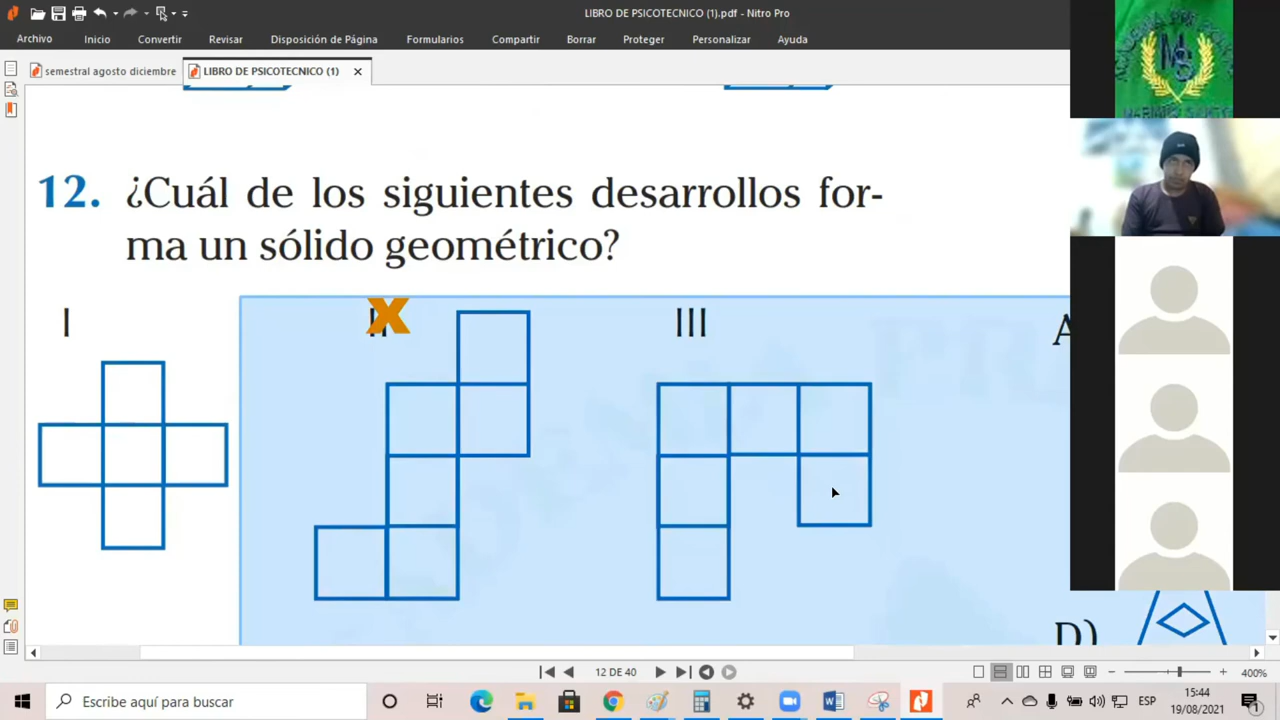 LIBRO DE PSICOTECNICO (1).pdf - Nitro Pro
Archivo Inicio Convertir Revisar Disposición de Página Formularios Compartir Borrar Proteger Personalizar Ayuda
semestral agosto diciembre LIBRO DE PSICOTECNICO (1)
12. ¿Cuál de los siguientes desarrollos for-
ma un sólido geométrico?
I II III A
D)
12 DE 40
400%
Escribe aquí para buscar
ESP
15:44
19/08/2021